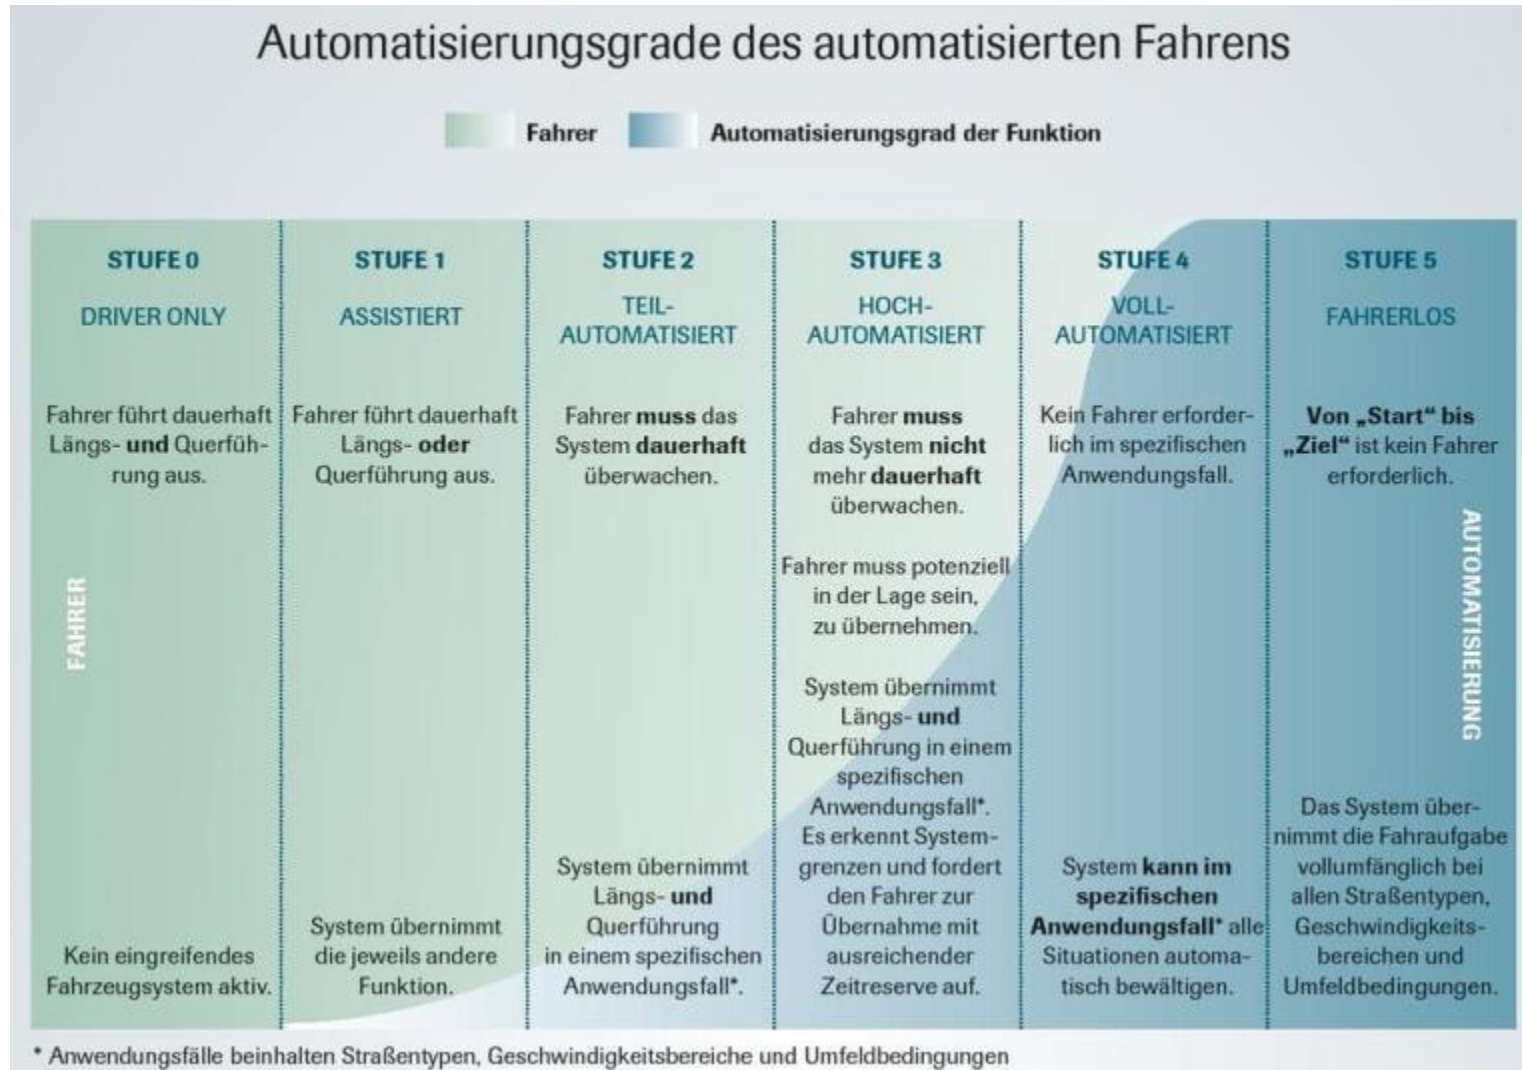 Automatisierungsgrade des automatisierten Fahrens
Fahrer
Automatisierungsgrad der Funktion
STUFE 0
DRIVER ONLY
Fahrer führt dauerhaft
Längs- und Querfüh-
rung aus.
FAHRER
Kein eingreifendes
Fahrzeugsystem aktiv.
STUFE 1
ASSISTIERT
Fahrer führt dauerhaft
Längs- oder
Querführung aus.
System übernimmt
die jeweils andere
Funktion.
STUFE 2
TEIL-
AUTOMATISIERT
Fahrer muss das
System dauerhaft
überwachen.
System übernimmt
Längs- und
Querführung
in einem spezifischen
Anwendungsfall*.
STUFE 3
HOCH-
AUTOMATISIERT
Fahrer muss
das System nicht
mehr dauerhaft
überwachen.
Fahrer muss potenziell
in der Lage sein,
zu übernehmen.
System übernimmt
Längs- und
Querführung in einem
spezifischen
Anwendungsfall*.
Es erkennt System-
grenzen und fordert
den Fahrer zur
Übernahme mit
ausreichender
Zeitreserve auf.
STUFE 4
VOLL-
AUTOMATISIERT
Kein Fahrer erforder-
lich im spezifischen
Anwendungsfall.
System kann im
spezifischen
Anwendungsfall* alle
Situationen automa-
tisch bewältigen.
STUFE 5
FAHRERLOS
Von „Start“ bis
„Ziel“ ist kein Fahrer
erforderlich.
AUTOMATISIERUNG
Das System über-
nimmt die Fahraufgabe
vollumfänglich bei
allen Straßentypen,
Geschwindigkeits-
bereichen und
Umfeldbedingungen.
* Anwendungsfälle beinhalten Straßentypen, Geschwindigkeitsbereiche und Umfeldbedingungen